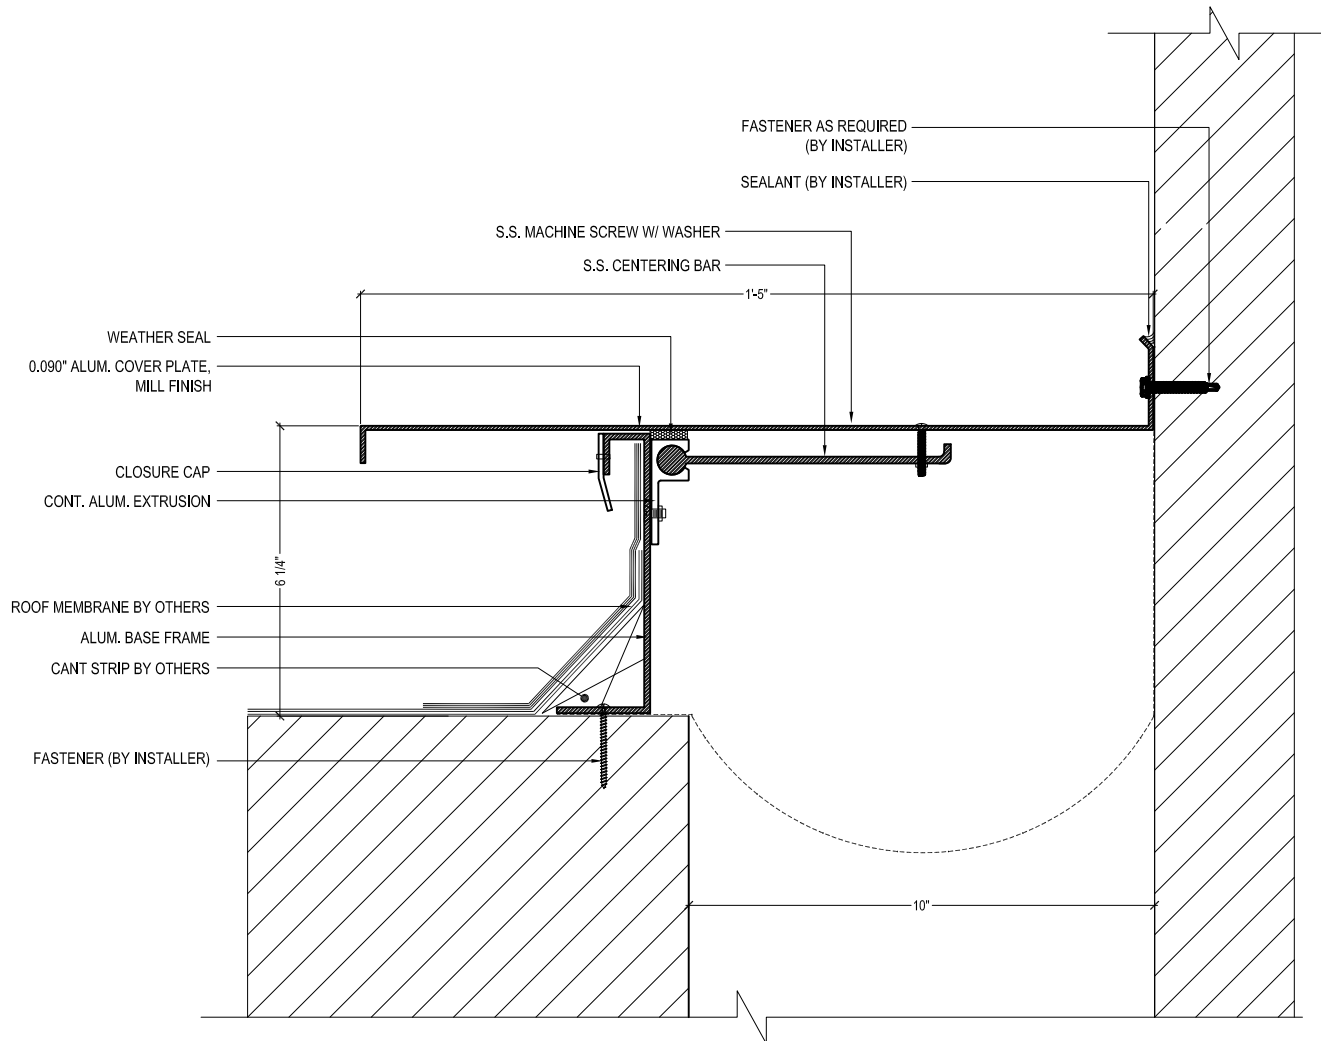 FASTENER AS REQUIRED
(BY INSTALLER)
SEALANT (BY INSTALLER)
S.S. MACHINE SCREW W/ WASHER
S.S. CENTERING BAR
1'-5"
WEATHER SEAL
0.090" ALUM. COVER PLATE,
MILL FINISH
CLOSURE CAP
CONT. ALUM. EXTRUSION
6 1/4"
ROOF MEMBRANE BY OTHERS
ALUM. BASE FRAME
CANT STRIP BY OTHERS
FASTENER (BY INSTALLER)
10"